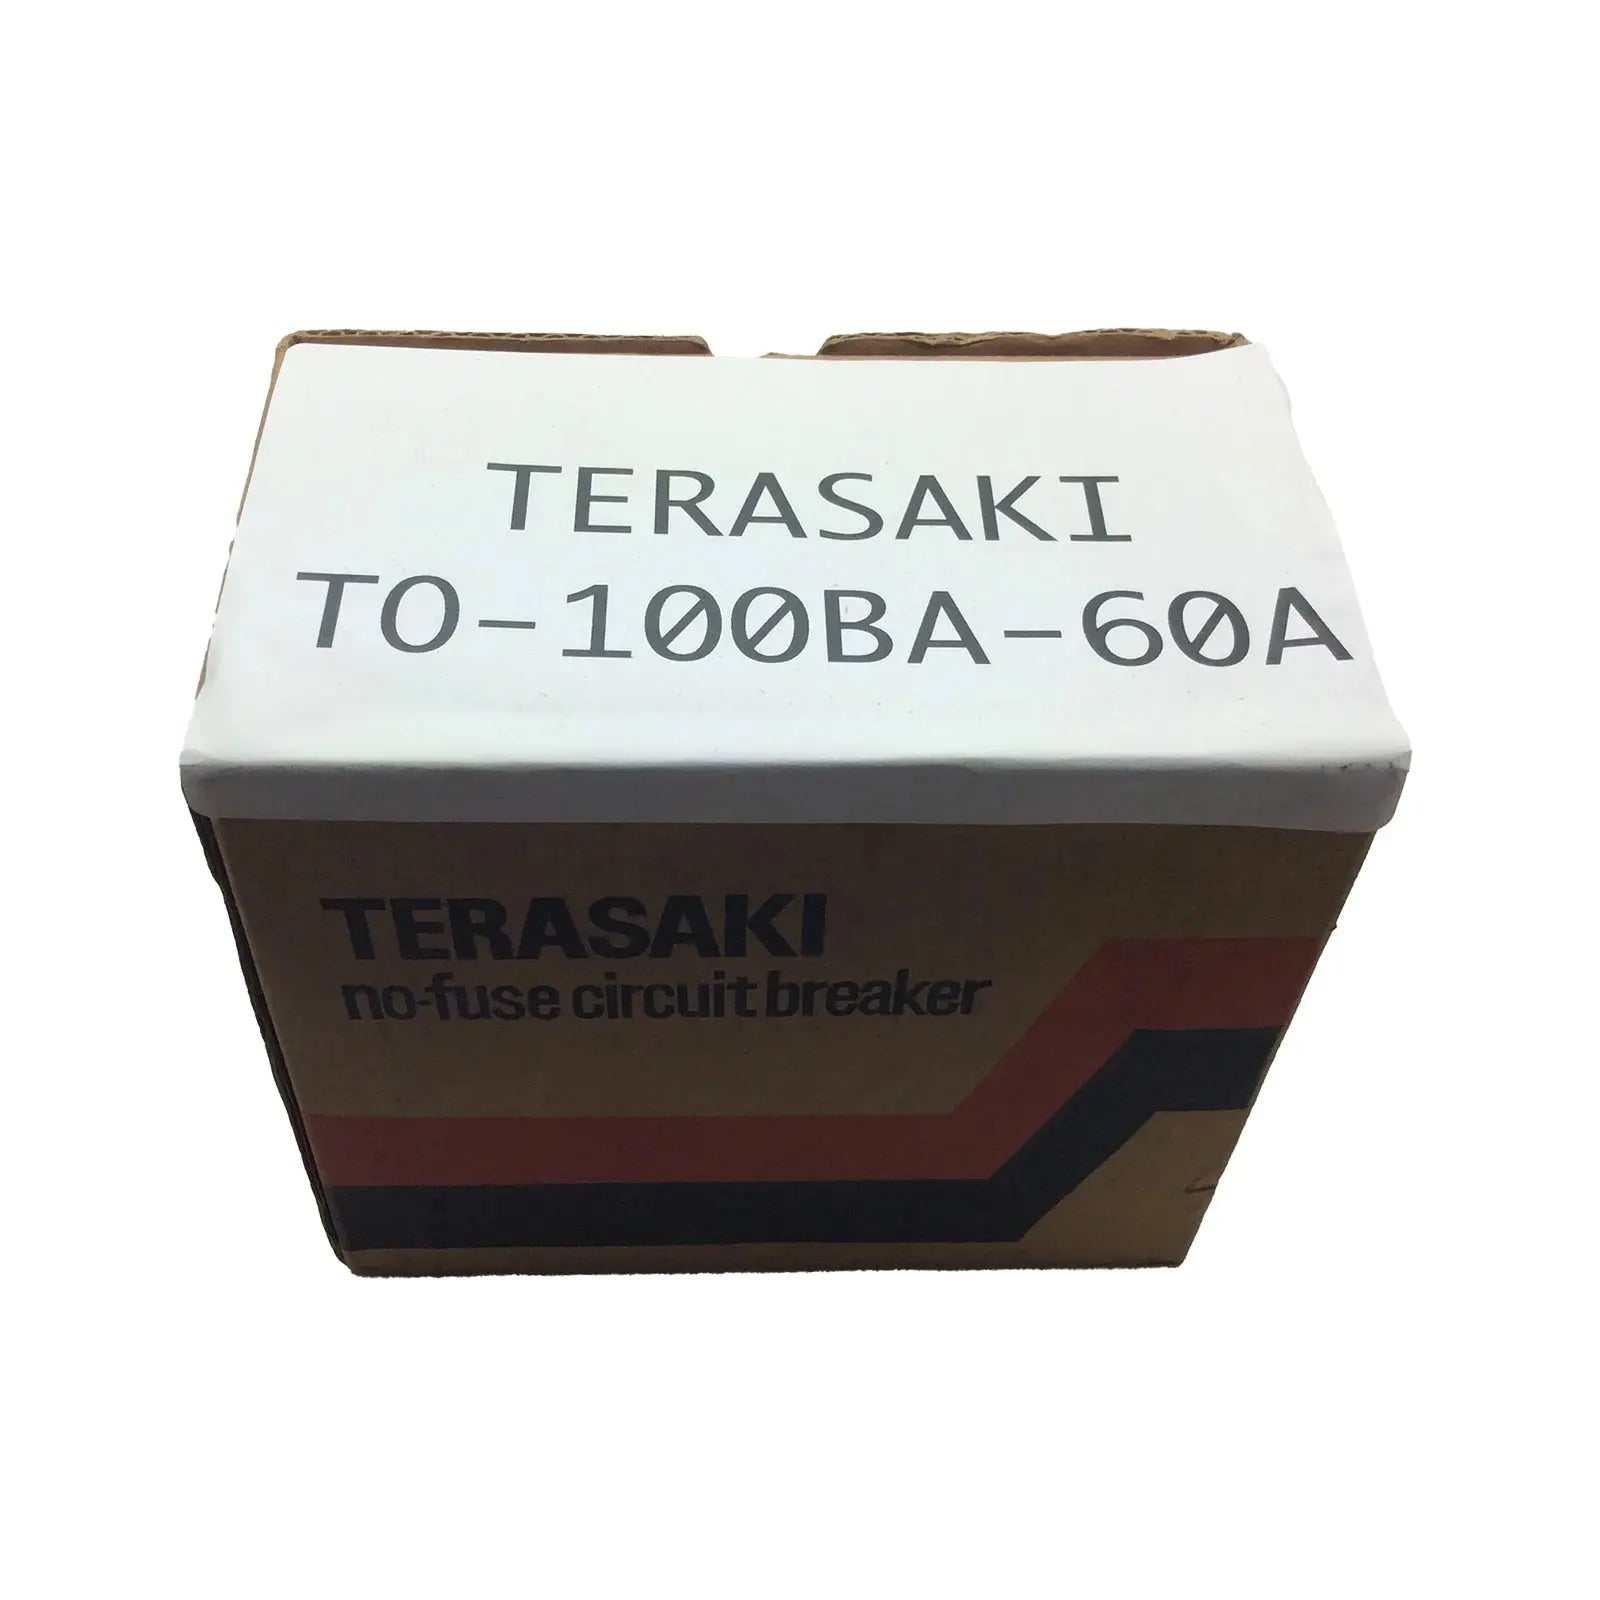 TERASAKI
TO-100BA-60A
TERASAKI
no-fuse circuit breaker